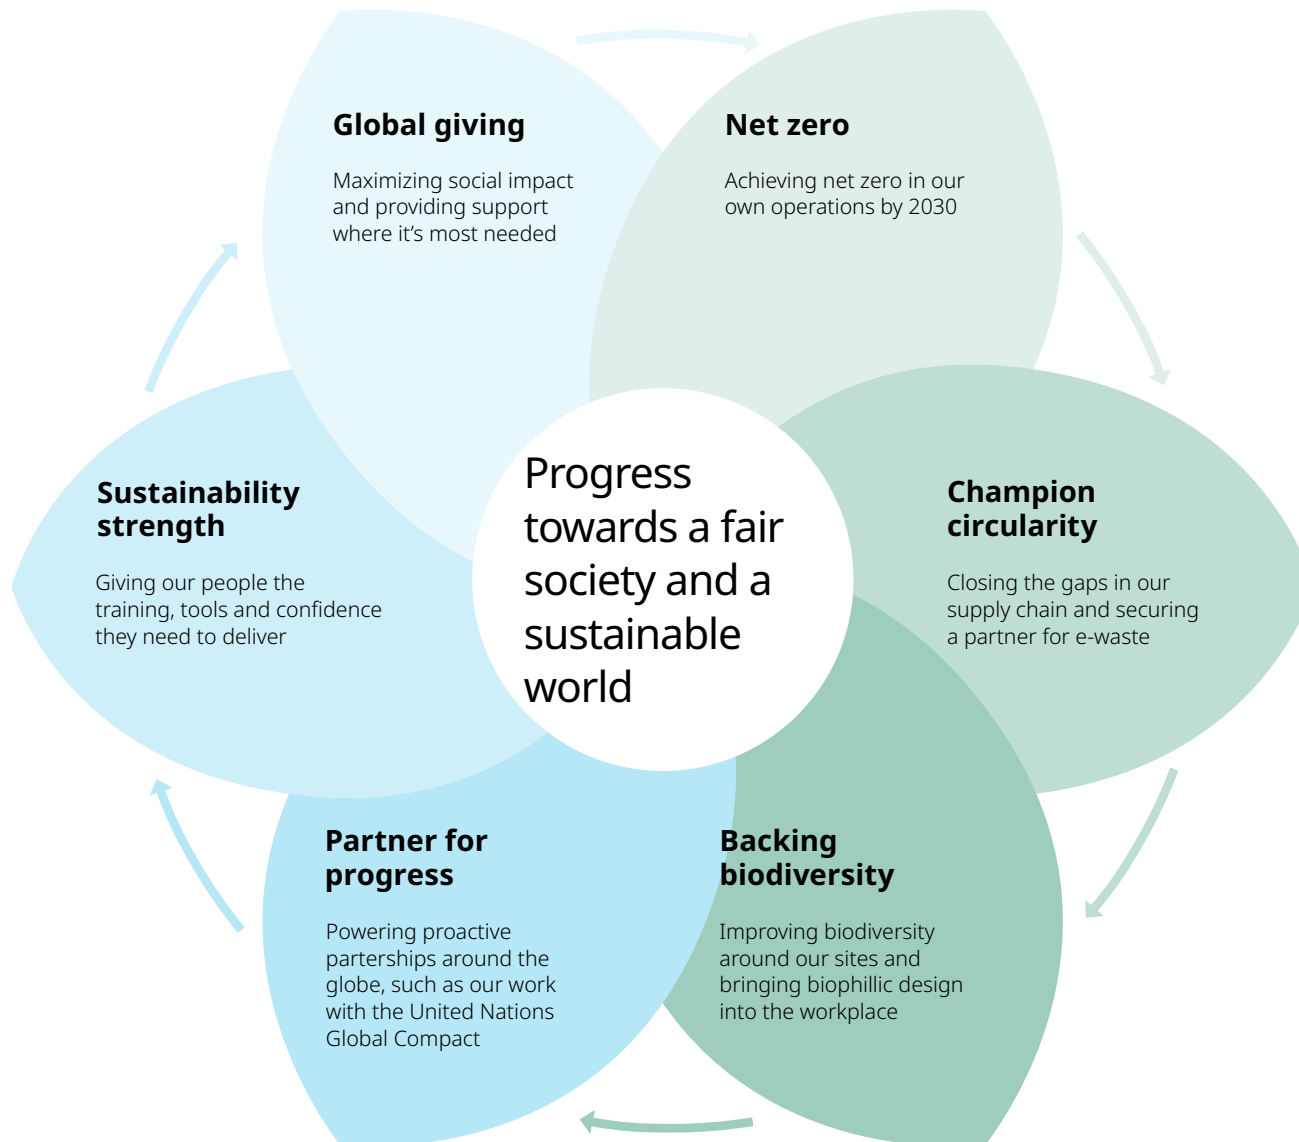 Global giving
Maximizing social impact
and providing support
where it’s most needed
Net zero
Achieving net zero in our
own operations by 2030
Sustainability
strength
Giving our people the
training, tools and confidence
they need to deliver
Progress
towards a fair
society and a
sustainable
world
Champion
circularity
Closing the gaps in our
supply chain and securing
a partner for e-waste
Partner for
progress
Powering proactive
parterships around the
globe, such as our work
with the United Nations
Global Compact
Backing
biodiversity
Improving biodiversity
around our sites and
bringing biophillic design
into the workplace